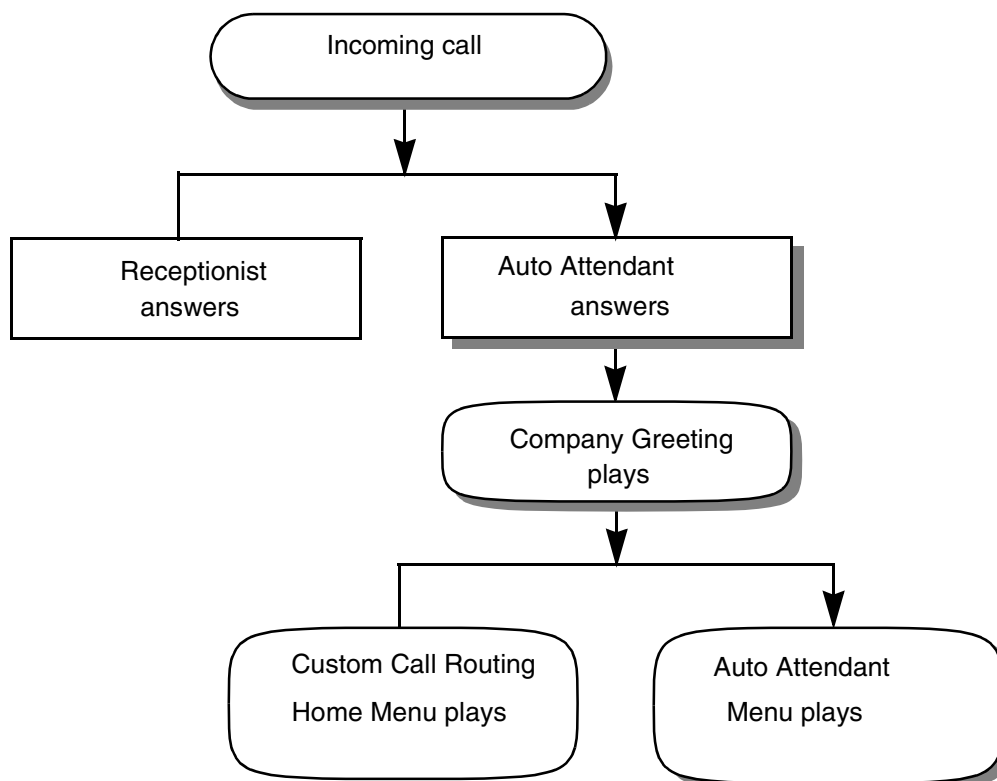 Incoming call
Receptionist
answers
Auto Attendant
answers
Company Greeting
plays
Custom Call Routing
Home Menu plays
Auto Attendant
Menu plays